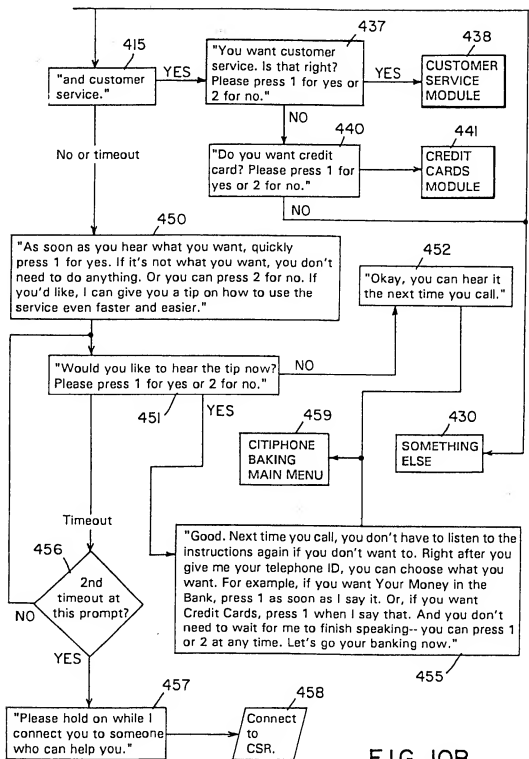 415
"and customer
service."
YES
437
"You want customer
service. Is that right?
Please press 1 for yes or
2 for no."
YES
438
CUSTOMER
SERVICE
MODULE
NO
440
"Do you want credit
card? Please press 1 for
yes or 2 for no."
441
CREDIT
CARDS
MODULE
NO
No or timeout
450
"As soon as you hear what you want, quickly
press 1 for yes. If it's not what you want, you don't
need to do anything. Or you can press 2 for no. If
you'd like, I can give you a tip on how to use the
service even faster and easier."
452
"Okay, you can hear it
the next time you call."
"Would you like to hear the tip now?
Please press 1 for yes or 2 for no."
NO
451
YES
459
CITIPHONE
BAKING
MAIN MENU
430
SOMETHING
ELSE
Timeout
456
2nd
timeout at
this prompt?
NO
YES
"Good. Next time you call, you don't have to listen to the
instructions again if you don't want to. Right after you
give me your telephone ID, you can choose what you
want. For example, if you want Your Money in the
Bank, press 1 as soon as I say it. Or, if you want
Credit Cards, press 1 when I say that. And you don't
need to wait for me to finish speaking-- you can press 1
or 2 at any time. Let's go your banking now."
455
457
"Please hold on while I
connect you to someone
who can help you."
458
Connect
to
CSR.
FIG. 10B